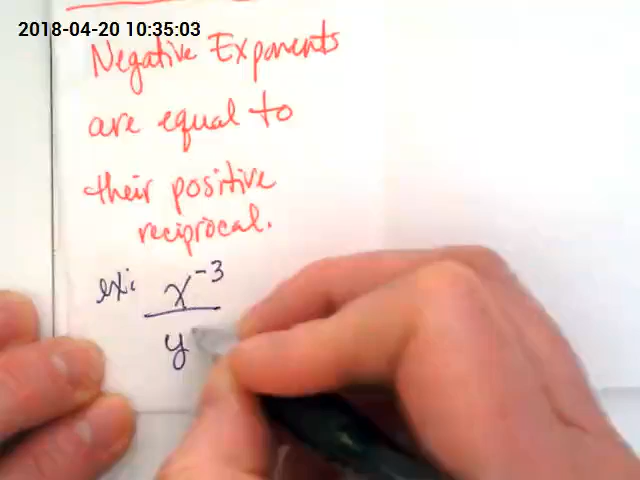 2018-04-20 10:35:03
Negative Exponents
are equal to
their positive
reciprocal.
ex: x⁻³
y